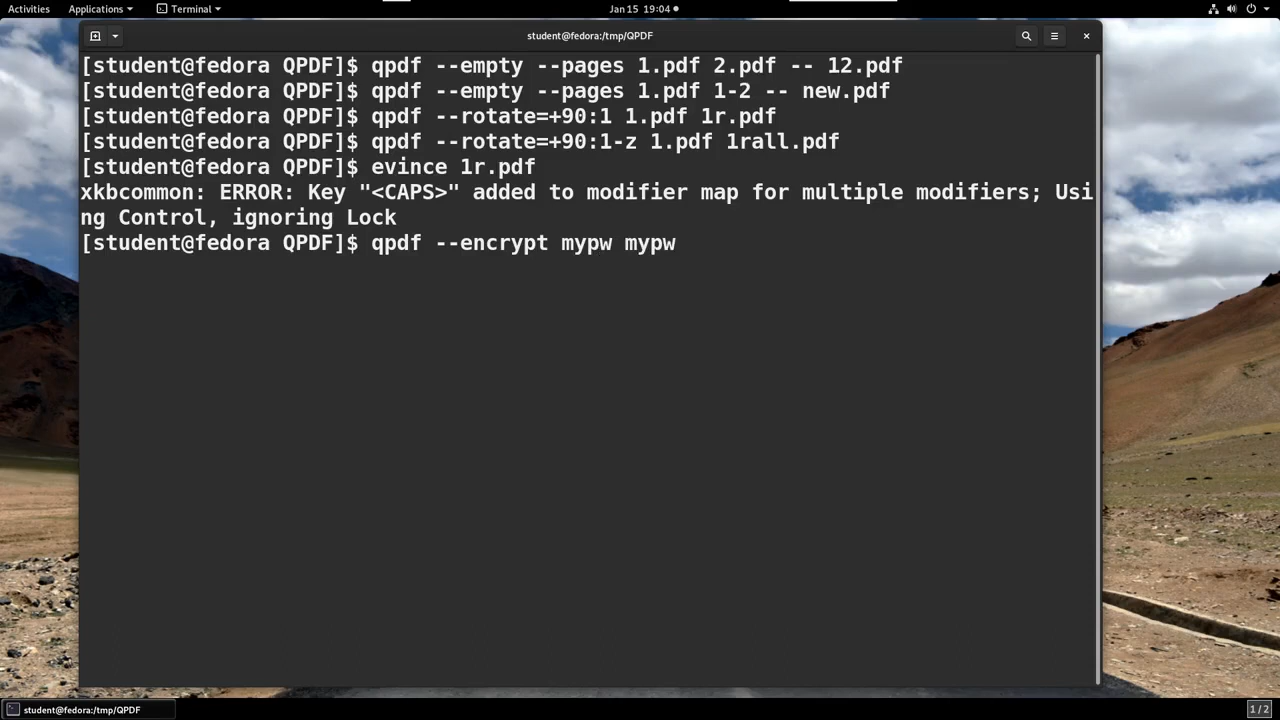 Activities Applications Terminal Jan 15 19:04
student@fedora:/tmp/QPDF
[student@fedora QPDF]$ qpdf --empty --pages 1.pdf 2.pdf -- 12.pdf
[student@fedora QPDF]$ qpdf --empty --pages 1.pdf 1-2 -- new.pdf
[student@fedora QPDF]$ qpdf --rotate=+90:1 1.pdf 1r.pdf
[student@fedora QPDF]$ qpdf --rotate=+90:1-z 1.pdf 1rall.pdf
[student@fedora QPDF]$ evince 1r.pdf
xkbcommon: ERROR: Key "<CAPS>" added to modifier map for multiple modifiers; Usi
ng Control, ignoring Lock
[student@fedora QPDF]$ qpdf --encrypt mypw mypw
student@fedora:/tmp/QPDF 1 / 2